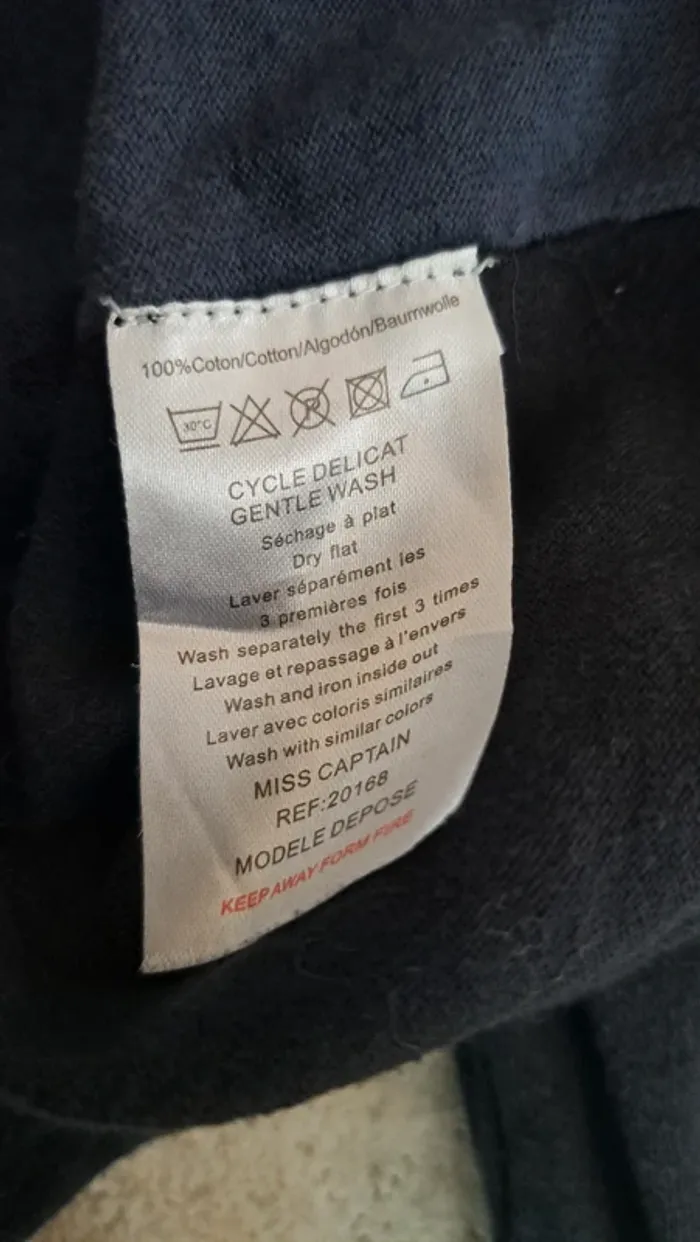 100%Coton/Cotton/Algodón/Baumwolle
30°C P
CYCLE DELICAT
GENTLE WASH
Séchage à plat
Dry flat
Laver séparément les
3 premières fois
Wash separately the first 3 times
Lavage et repassage à l'envers
Wash and iron inside out
Laver avec coloris similaires
Wash with similar colors
MISS CAPTAIN
REF:20168
MODELE DEPOSE
KEEP AWAY FORM FIRE